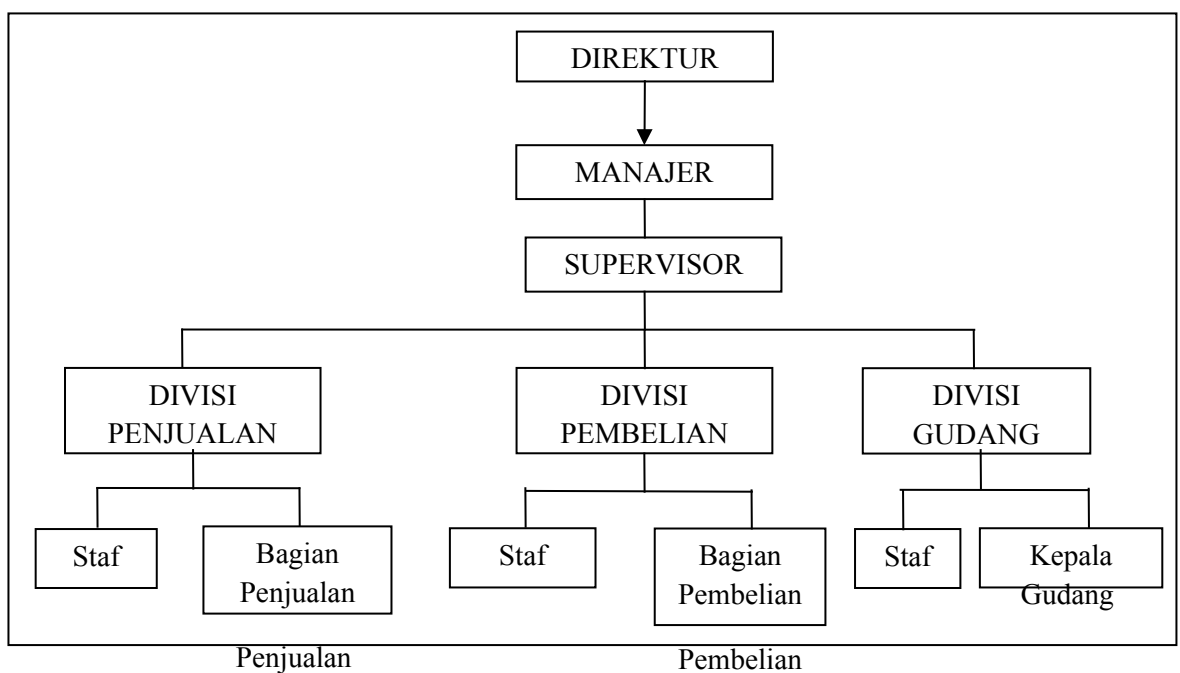 DIREKTUR
MANAJER
SUPERVISOR
DIVISI
PENJUALAN
DIVISI
PEMBELIAN
DIVISI
GUDANG
Staf
Bagian
Penjualan
Staf
Bagian
Pembelian
Staf
Kepala
Gudang
Penjualan
Pembelian